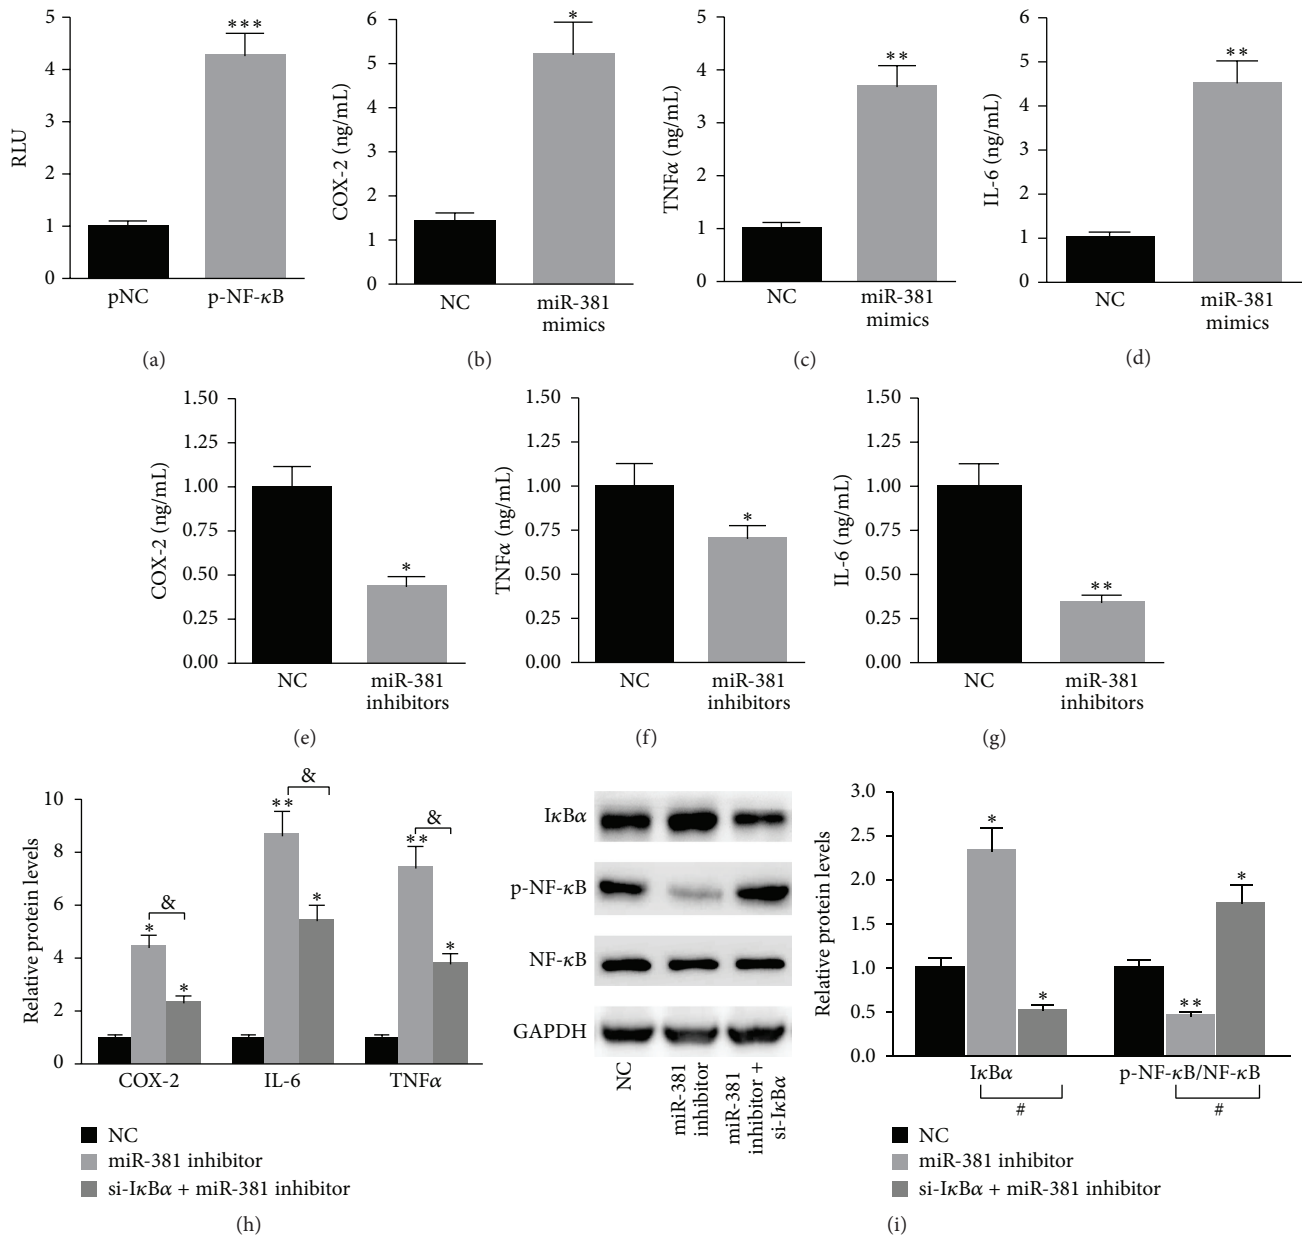 5
4
3
2
1
0
RLU
***
pNC
p-NF-κB
(a)
6
5
4
3
2
1
0
COX-2 (ng/mL)
*
NC
miR-381
mimics
(b)
5
4
3
2
1
0
TNFα (ng/mL)
**
NC
miR-381
mimics
(c)
6
5
4
3
2
1
0
IL-6 (ng/mL)
**
NC
miR-381
mimics
(d)
1.50
1.25
1.00
0.75
0.50
0.25
0.00
COX-2 (ng/mL)
*
NC
miR-381
inhibitors
(e)
1.50
1.25
1.00
0.75
0.50
0.25
0.00
TNFα (ng/mL)
*
NC
miR-381
inhibitors
(f)
1.50
1.25
1.00
0.75
0.50
0.25
0.00
IL-6 (ng/mL)
**
NC
miR-381
inhibitors
(g)
10
8
6
4
2
0
Relative protein levels
&
*
*
&
**
*
&
**
*
COX-2
IL-6
TNFα
NC
miR-381 inhibitor
si-IκBα + miR-381 inhibitor
(h)
IκBα
p-NF-κB
NF-κB
GAPDH
NC
miR-381
inhibitor
miR-381
inhibitor +
si-IκBα
3.0
2.5
2.0
1.5
1.0
0.5
0.0
Relative protein levels
*
*
**
*
IκBα
p-NF-κB/NF-κB
#
#
NC
miR-381 inhibitor
si-IκBα + miR-381 inhibitor
(i)